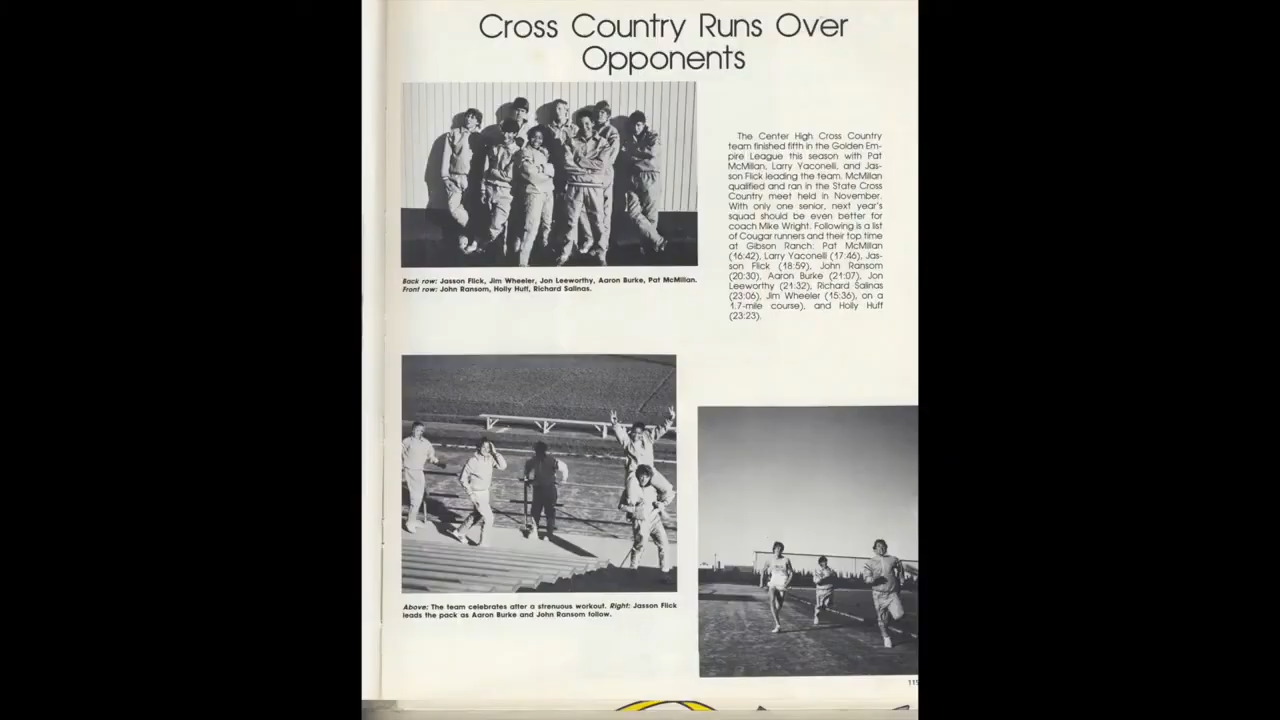 Cross Country Runs Over
Opponents
The Center High Cross Country
team finished fifth in the Golden Em-
pire League this season with Pat
McMillan, Larry Yaconelli, and Jas-
son Flick leading the team. McMillan
qualified and ran in the State Cross
Country meet held in November.
With only one senior, next year's
squad should be even better for
coach Mike Wright. Following is a list
of Cougar runners and their top time
at Gibson Ranch: Pat McMillan
(16:42), Larry Yaconelli (17:46), Jas-
son Flick (18:59), John Ransom
(20:30), Aaron Burke (21:07), Jon
Leeworthy (21:32), Richard Salinas
(23:06), Jim Wheeler (15:36), on a
1.7-mile course), and Holly Huff
(23:23).
Back row: Jasson Flick, Jim Wheeler, Jon Leeworthy, Aaron Burke, Pat McMillan.
Front row: John Ransom, Holly Huff, Richard Salinas.
Above: The team celebrates after a strenuous workout. Right: Jasson Flick
leads the pack as Aaron Burke and John Ransom follow.
115